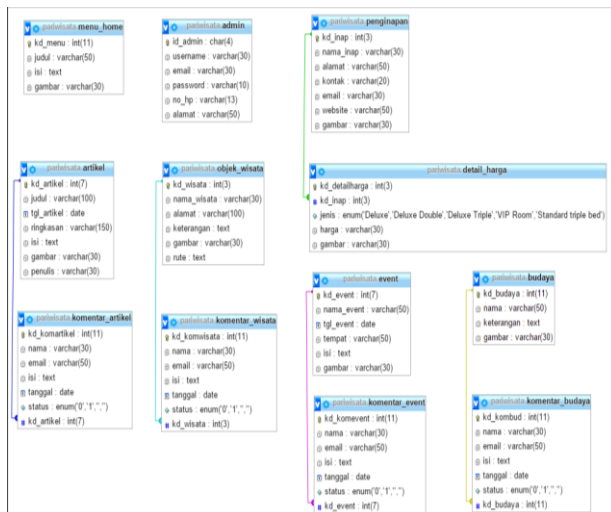 pariwisata.menu_home
kd_menu : int(11)
judul : varchar(50)
isi : text
gambar : varchar(30)
pariwisata.admin
id_admin : char(4)
username : varchar(30)
email : varchar(30)
password : varchar(10)
no_hp : varchar(13)
alamat : varchar(50)
pariwisata.penginapan
kd_inap : int(3)
nama_inap : varchar(30)
alamat : varchar(50)
kontak : varchar(20)
email : varchar(30)
website : varchar(50)
gambar : varchar(30)
pariwisata.artikel
kd_artikel : int(7)
judul : varchar(100)
tgl_artikel : date
ringkasan : varchar(150)
isi : text
gambar : varchar(30)
penulis : varchar(30)
pariwisata.objek_wisata
kd_wisata : int(3)
nama_wisata : varchar(30)
alamat : varchar(100)
keterangan : text
gambar : varchar(30)
rute : text
pariwisata.detail_harga
kd_detailharga : int(3)
kd_inap : int(3)
jenis : enum('Deluxe','Deluxe Double','Deluxe Triple','VIP Room','Standard triple bed')
harga : varchar(30)
gambar : varchar(30)
pariwisata.event
kd_event : int(7)
nama_event : varchar(50)
tgl_event : date
tempat : varchar(50)
isi : text
gambar : varchar(30)
pariwisata.budaya
kd_budaya : int(11)
nama : varchar(50)
keterangan : text
gambar : varchar(30)
pariwisata.komentar_artikel
kd_komartikel : int(11)
nama : varchar(30)
email : varchar(50)
isi : text
tanggal : date
status : enum('0','1','','')
kd_artikel : int(7)
pariwisata.komentar_wisata
kd_komwisata : int(11)
nama : varchar(30)
email : varchar(50)
isi : text
tanggal : date
status : enum('0','1','','')
kd_wisata : int(3)
pariwisata.komentar_event
kd_komevent : int(11)
nama : varchar(30)
email : varchar(50)
isi : text
tanggal : date
status : enum('0','1','','')
kd_event : int(7)
pariwisata.komentar_budaya
kd_kombud : int(11)
nama : varchar(30)
email : varchar(50)
isi : text
tanggal : date
status : enum('0','1','','')
kd_budaya : int(11)